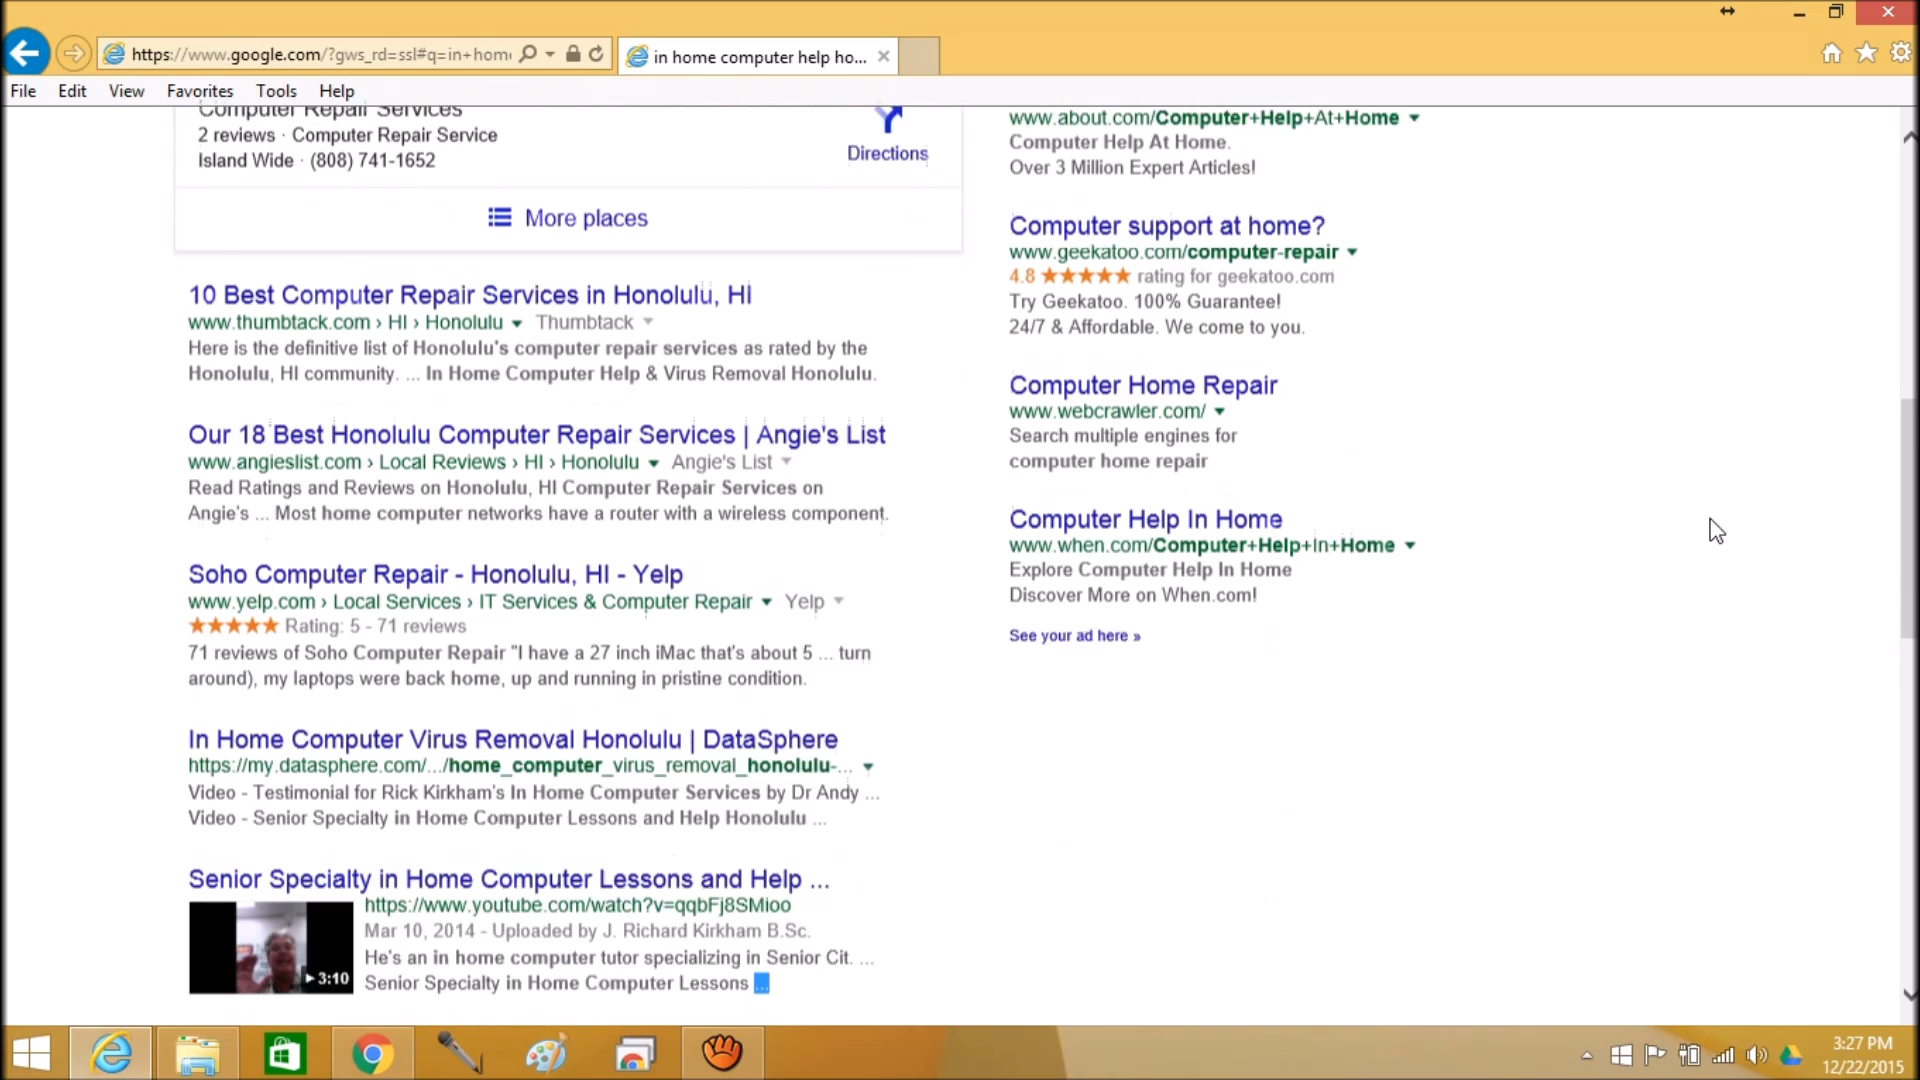 https://www.google.com/?gws_rd=ssl#q=in+hom
in home computer help ho...
File Edit View Favorites Tools Help
Computer Repair Services
2 reviews · Computer Repair Service
Island Wide · (808) 741-1652
Directions
More places
10 Best Computer Repair Services in Honolulu, HI
www.thumbtack.com › HI › Honolulu ▼ Thumbtack ▼
Here is the definitive list of Honolulu's computer repair services as rated by the
Honolulu, HI community. ... In Home Computer Help & Virus Removal Honolulu.
Our 18 Best Honolulu Computer Repair Services | Angie's List
www.angieslist.com › Local Reviews › HI › Honolulu ▼ Angie's List ▼
Read Ratings and Reviews on Honolulu, HI Computer Repair Services on
Angie's ... Most home computer networks have a router with a wireless component.
Soho Computer Repair - Honolulu, HI - Yelp
www.yelp.com › Local Services › IT Services & Computer Repair ▼ Yelp ▼
★★★★★ Rating: 5 - 71 reviews
71 reviews of Soho Computer Repair "I have a 27 inch iMac that's about 5 ... turn
around), my laptops were back home, up and running in pristine condition.
In Home Computer Virus Removal Honolulu | DataSphere
https://my.datasphere.com/.../home_computer_virus_removal_honolulu-... ▼
Video - Testimonial for Rick Kirkham's In Home Computer Services by Dr Andy ...
Video - Senior Specialty in Home Computer Lessons and Help Honolulu ...
Senior Specialty in Home Computer Lessons and Help ...
https://www.youtube.com/watch?v=qqbFj8SMioo
Mar 10, 2014 - Uploaded by J. Richard Kirkham B.Sc.
He's an in home computer tutor specializing in Senior Cit. ...
Senior Specialty in Home Computer Lessons ...
3:10
www.about.com/Computer+Help+At+Home ▼
Computer Help At Home.
Over 3 Million Expert Articles!
Computer support at home?
www.geekatoo.com/computer-repair ▼
4.8 ★★★★★ rating for geekatoo.com
Try Geekatoo. 100% Guarantee!
24/7 & Affordable. We come to you.
Computer Home Repair
www.webcrawler.com/ ▼
Search multiple engines for
computer home repair
Computer Help In Home
www.when.com/Computer+Help+In+Home ▼
Explore Computer Help In Home
Discover More on When.com!
See your ad here »
3:27 PM
12/22/2015